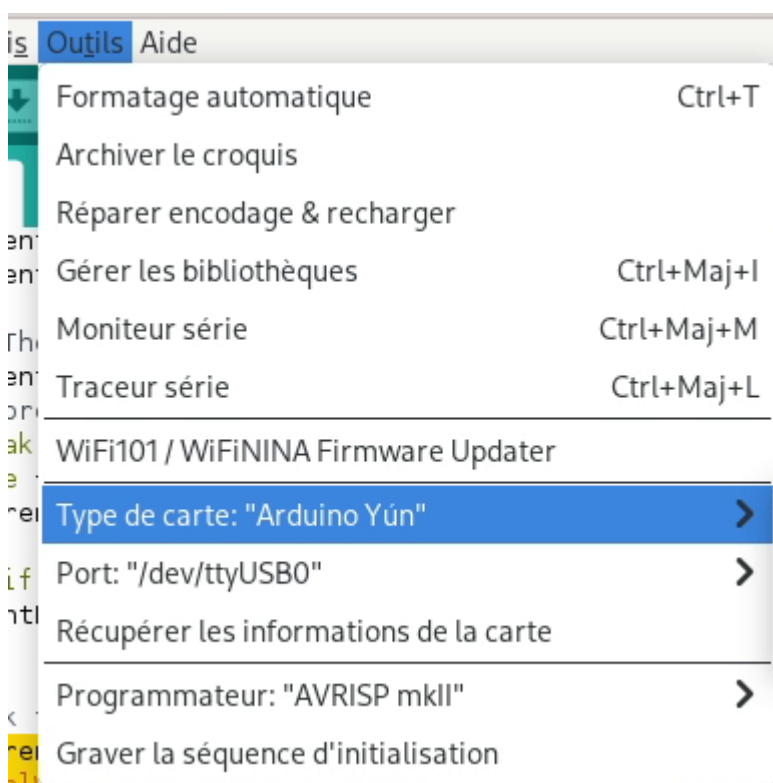 Outils Aide
Formatage automatique Ctrl+T
Archiver le croquis
Réparer encodage & recharger
Gérer les bibliothèques Ctrl+Maj+I
Moniteur série Ctrl+Maj+M
Traceur série Ctrl+Maj+L
WiFi101 / WiFiNINA Firmware Updater
Type de carte: "Arduino Yún"
Port: "/dev/ttyUSB0"
Récupérer les informations de la carte
Programmateur: "AVRISP mkII"
Graver la séquence d'initialisation